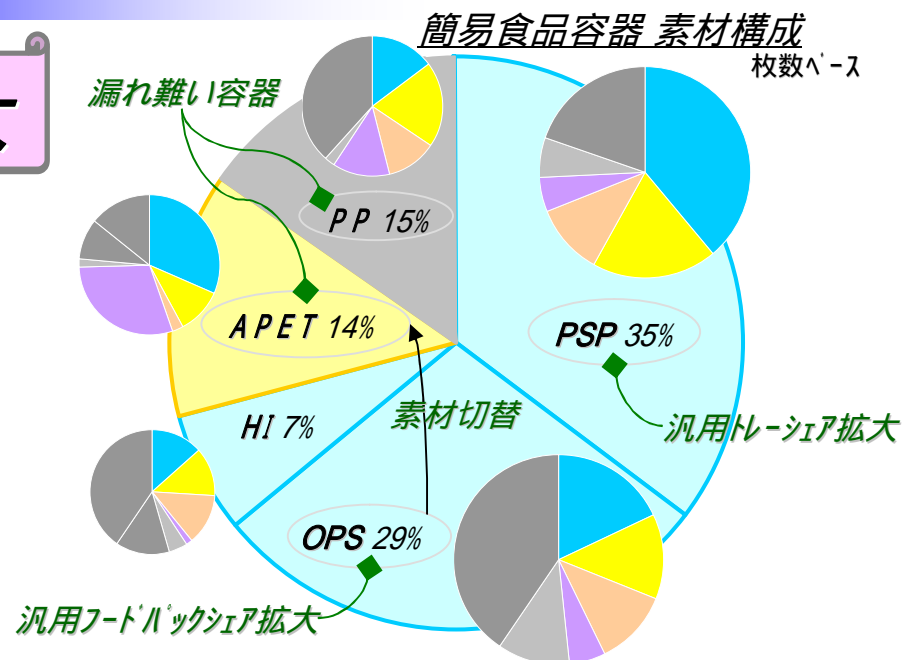 簡易食品容器 素材構成
枚数ﾍﾞｰｽ
漏れ難い容器
PP 15%
APET 14%
PSP 35%
素材切替
HI 7%
汎用ﾄﾚｰｼｪｱ拡大
OPS 29%
汎用ﾌｰﾄﾞﾊﾟｯｸｼｪｱ拡大